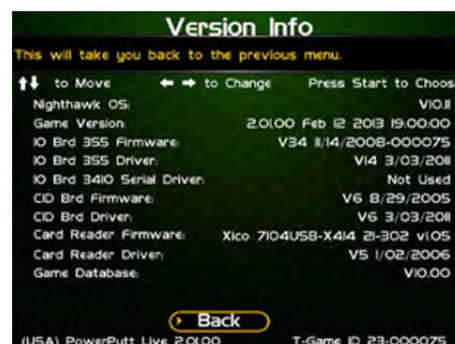 Version Info
This will take you back to the previous menu.
to Move to Change Press Start to Choos
Nighthawk OS: V10.11
Game Version: 2.01.00 Feb 12 2013 19:00:00
IO Brd 355 Firmware: V34 11/14/2008-000075
IO Brd 355 Driver: V14 3/03/2011
IO Brd 3410 Serial Driver: Not Used
CID Brd Firmware: V6 8/29/2005
CID Brd Driver: V6 3/03/2011
Card Reader Firmware: Xico 7104USB-X414 21-302 v1.05
Card Reader Driver: V5 1/02/2006
Game Database: V10.00
Back
(USA) PowerPutt Live 2.01.00 T-Game ID 23-000075